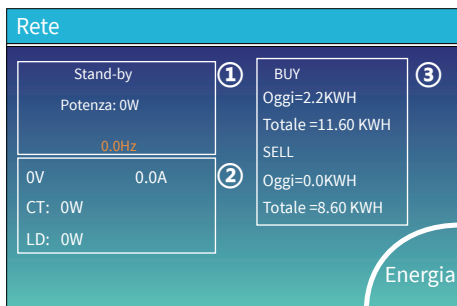 Rete
Stand-by
Potenza: 0W
0.0Hz
①
0V 0.0A
CT: 0W
LD: 0W
②
BUY
Oggi=2.2KWH
Totale =11.60 KWH
SELL
Oggi=0.0KWH
Totale =8.60 KWH
③
Energia